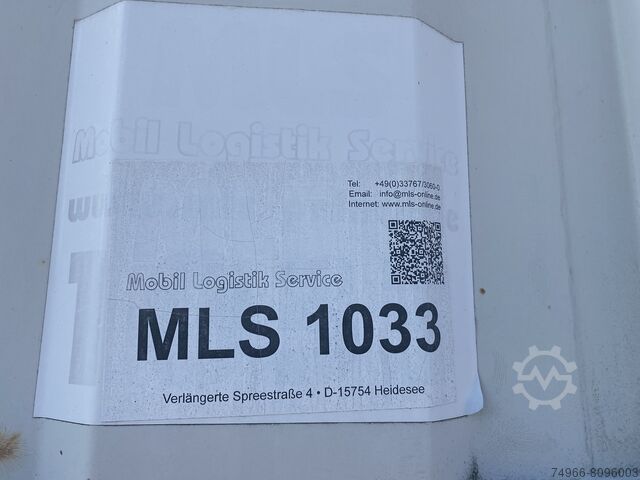 Mobil Logistik Service
Tel: +49(0)33767/3060-0
Email: info@mls-online.de
Internet: www.mls-online.de
Mobil Logistik Service
MLS 1033
Verlängerte Spreestraße 4 • D-15754 Heidesee
74966-8096003